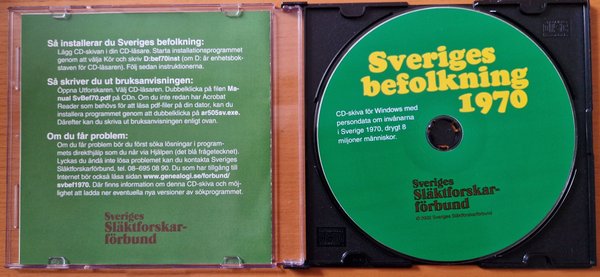 Så installerar du Sveriges befolkning:
Lägg CD-skivan i din CD-läsare. Starta installationsprogrammet
genom att välja Kör och skriv D:bef70inst (om D: är enhetsbok-
staven för CD-läsaren). Följ sedan instruktionerna.
Så skriver du ut bruksanvisningen:
Öppna Utforskaren. Välj CD-läsaren. Dubbelklicka på filen Ma-
nual SvBef70.pdf på CDn. Om du inte redan har Acrobat
Reader som behövs för att läsa pdf-filer på din dator, kan du
installera programmet genom att dubbelklicka på ar505sv.exe.
Därefter kan du skriva ut bruksanvisningen enligt ovan.
Om du får problem:
Om du får problem bör du först söka lösningar i program-
mets direkthjälp som du når via Hjälpen (det blå frågetecknet).
Lyckas du ändå inte lösa problemet kan du kontakta Sveriges
Släktforskarförbund, tel. 08–695 08 90. Du som har tillgång till
Internet bör också läsa sidan www.genealogi.se/forbund/
svbef1970. Där finns information om denna CD-skiva och möj-
lighet att ladda ner eventuella nya versioner av sökprogrammet.
Sveriges
Släktforskar-
förbund
Sveriges
befolkning
1970
CD-skiva för Windows med
persondata om invånarna
i Sverige 1970, drygt 8
miljoner människor.
Sveriges
Släktforskar-
förbund
© 2002 Sveriges Släktforskarförbund